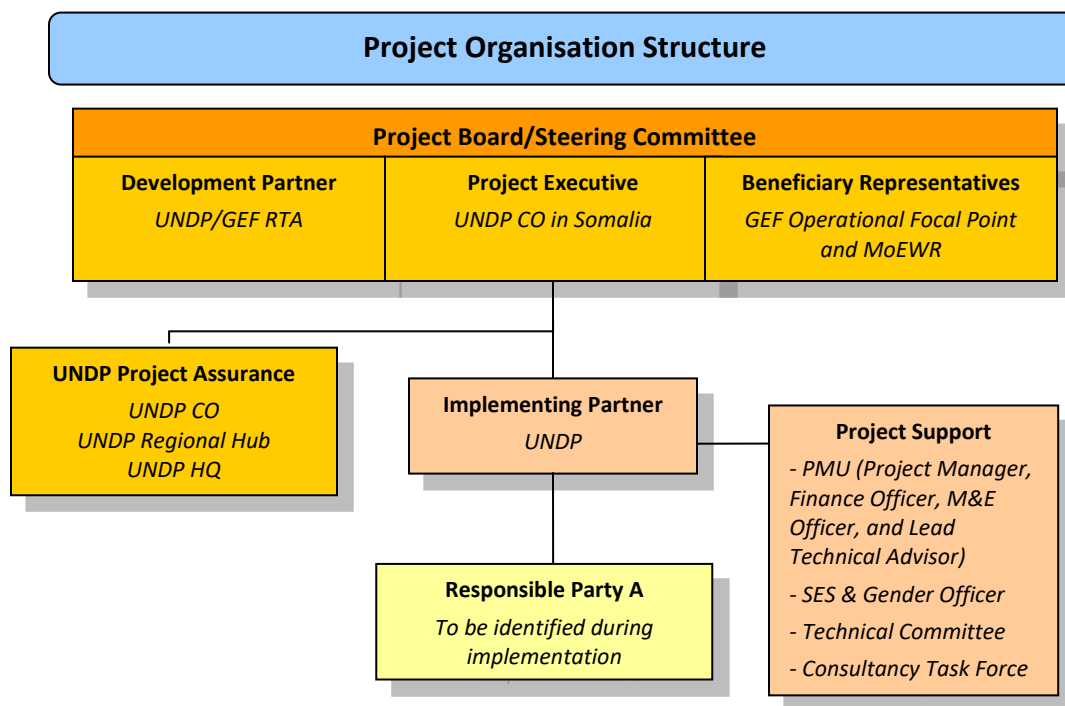 Project Organisation Structure
Project Board/Steering Committee
Development Partner
UNDP/GEF RTA
Project Executive
UNDP CO in Somalia
Beneficiary Representatives
GEF Operational Focal Point
and MoEWR
UNDP Project Assurance
UNDP CO
UNDP Regional Hub
UNDP HQ
Implementing Partner
UNDP
Project Support
- PMU (Project Manager,
Finance Officer, M&E
Officer, and Lead
Technical Advisor)
- SES & Gender Officer
- Technical Committee
- Consultancy Task Force
Responsible Party A
To be identified during
implementation